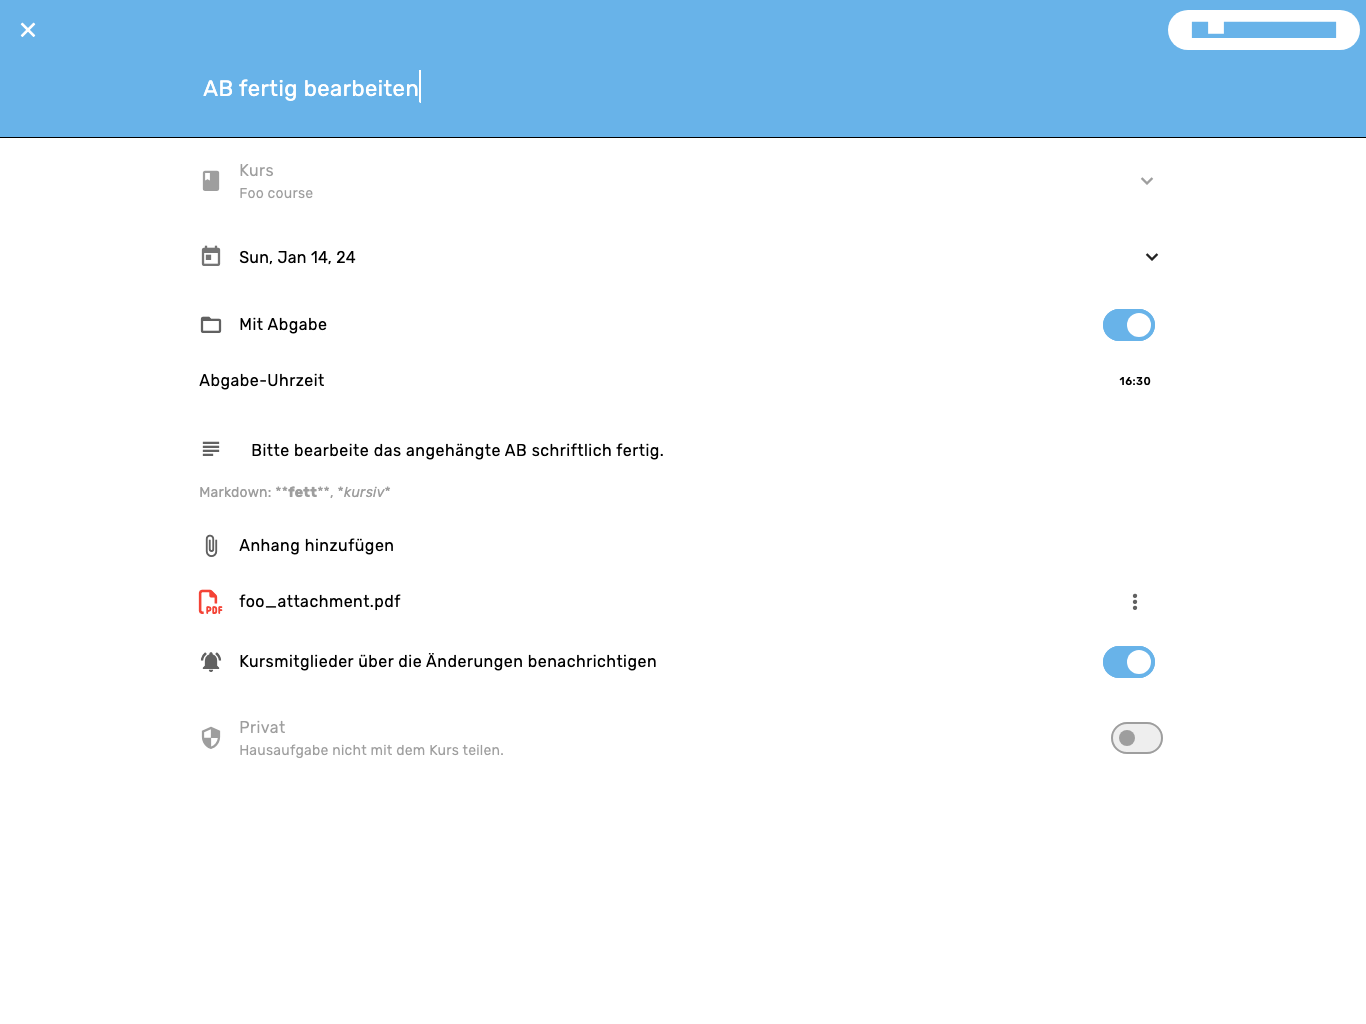 AB fertig bearbeiten
Kurs
Foo course
Sun, Jan 14, 24
Mit Abgabe
Abgabe-Uhrzeit
16:30
Bitte bearbeite das angehängte AB schriftlich fertig.
Markdown: **fett**, *kursiv*
Anhang hinzufügen
foo_attachment.pdf
Kursmitglieder über die Änderungen benachrichtigen
Privat
Hausaufgabe nicht mit dem Kurs teilen.